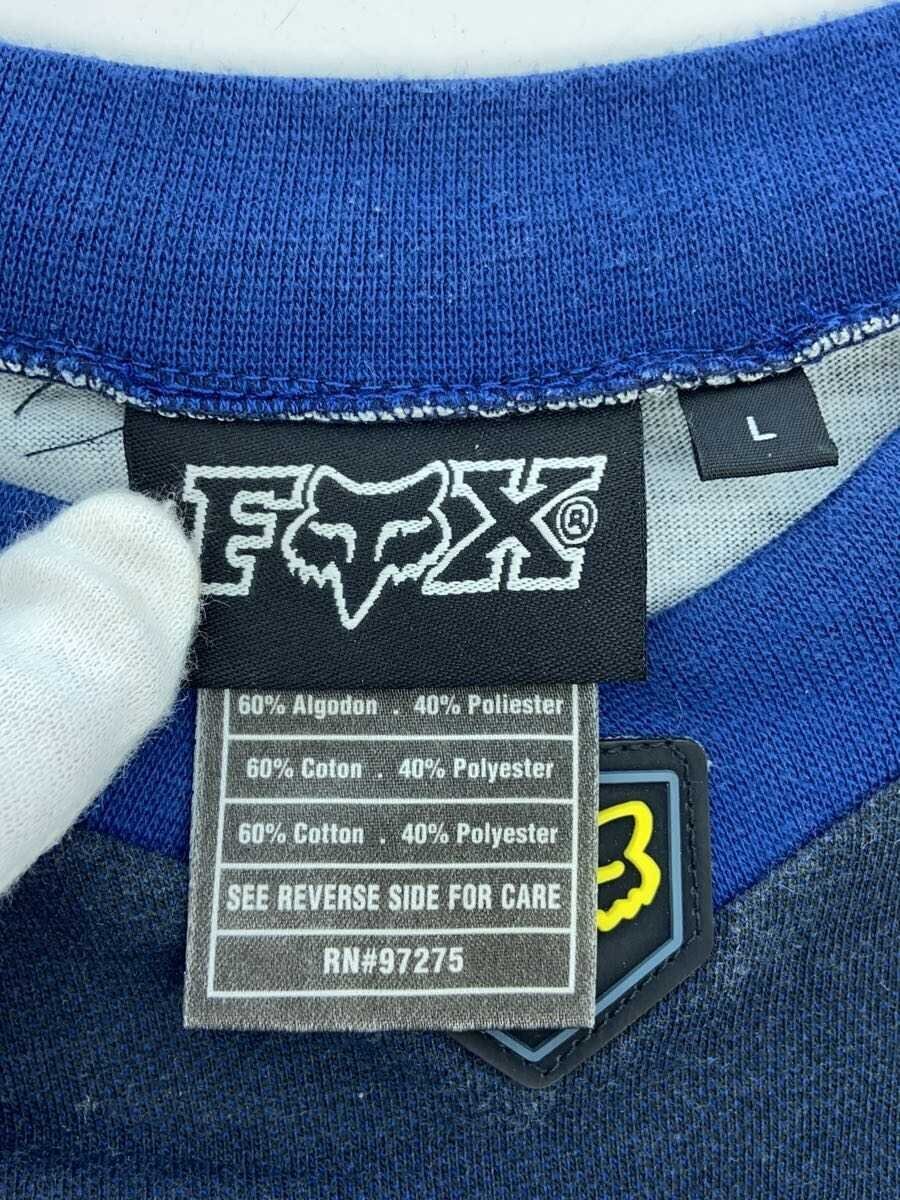 FOX®
L
60% Algodon . 40% Poliester
60% Coton . 40% Polyester
60% Cotton . 40% Polyester
SEE REVERSE SIDE FOR CARE
RN#97275